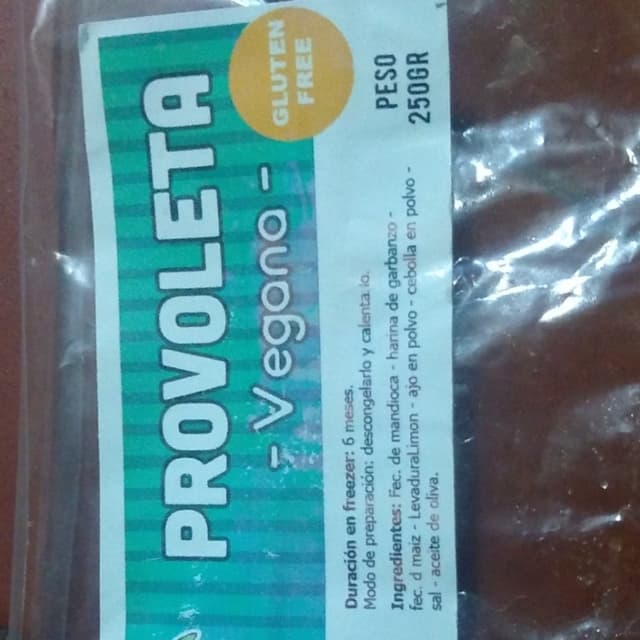 PROVOLETA
- Vegana -
GLUTEN
FREE
PESO
250GR
Duración en freezer: 6 meses.
Modo de preparación: descongelarlo y calentarlo.
Ingredientes: Fec. de mandioca - harina de garbanzo -
fec. d maíz - LevaduraLimon - ajo en polvo - cebolla en polvo -
sal - aceite de oliva.